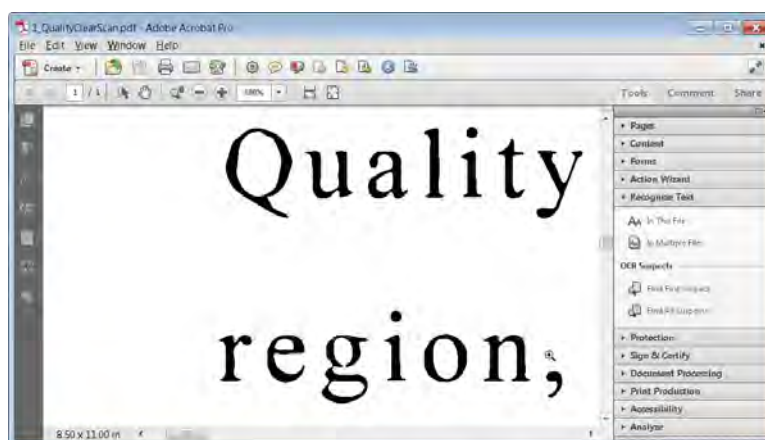 1_QualityClearScan.pdf - Adobe Acrobat Pro
File Edit View Window Help
Create
1 / 1
Tools Comment Share
Quality
region,
8.50 x 11.00 in
Pages
Content
Forms
Action Wizard
Recognize Text
In This File
In Multiple Files
OCR Suspects
Find First Suspect
Find All Suspects
Protection
Sign & Certify
Document Processing
Print Production
Accessibility
Analyze